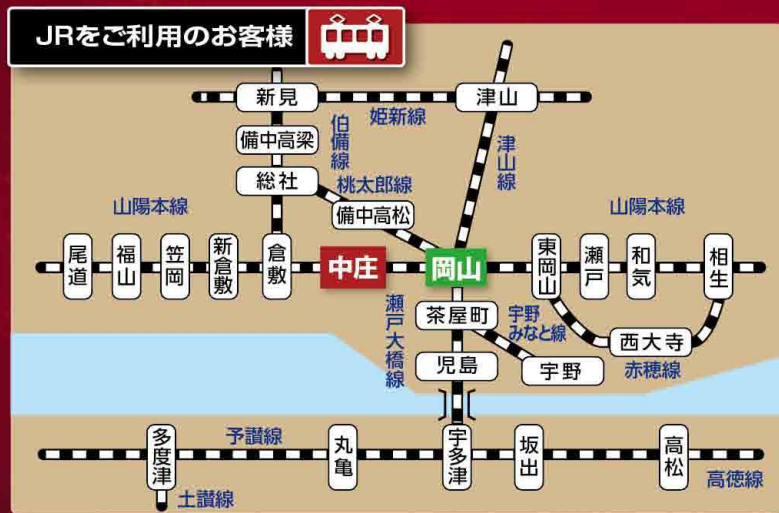 JRをご利用のお客様
新見
津山
姫新線
備中高梁
伯備線
津山線
総社
桃太郎線
備中高松
山陽本線
山陽本線
尾道
福山
笠岡
新倉敷
倉敷
中庄
岡山
東岡山
瀬戸
和気
相生
瀬戸大橋線
茶屋町
宇野
みなと線
西大寺
児島
宇野
赤穂線
多度津
予讃線
丸亀
宇多津
坂出
高松
高徳線
土讃線